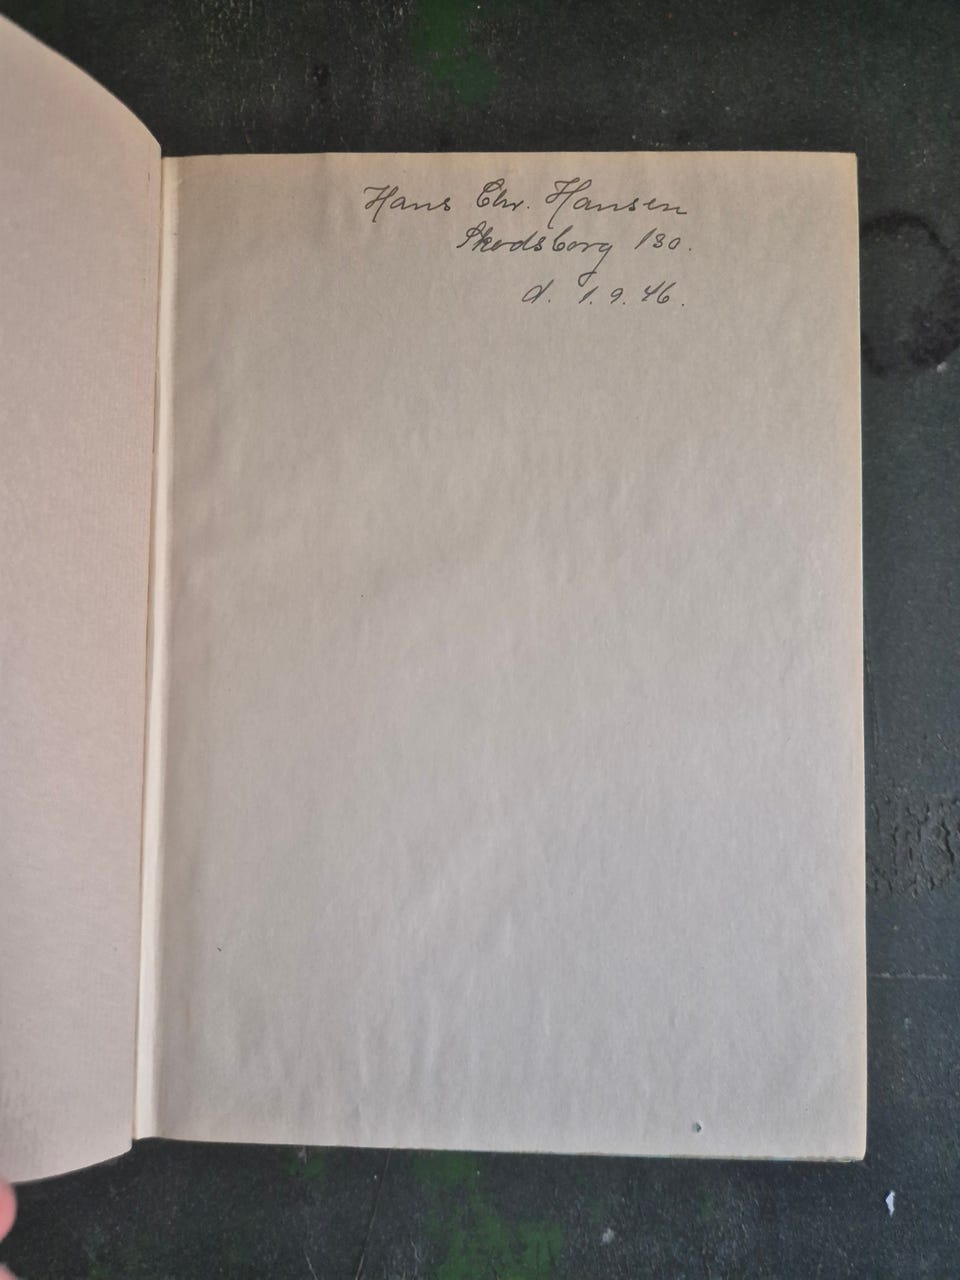 Hans Chr. Hansen
Skodsborg 130.
d. 1.9.46.